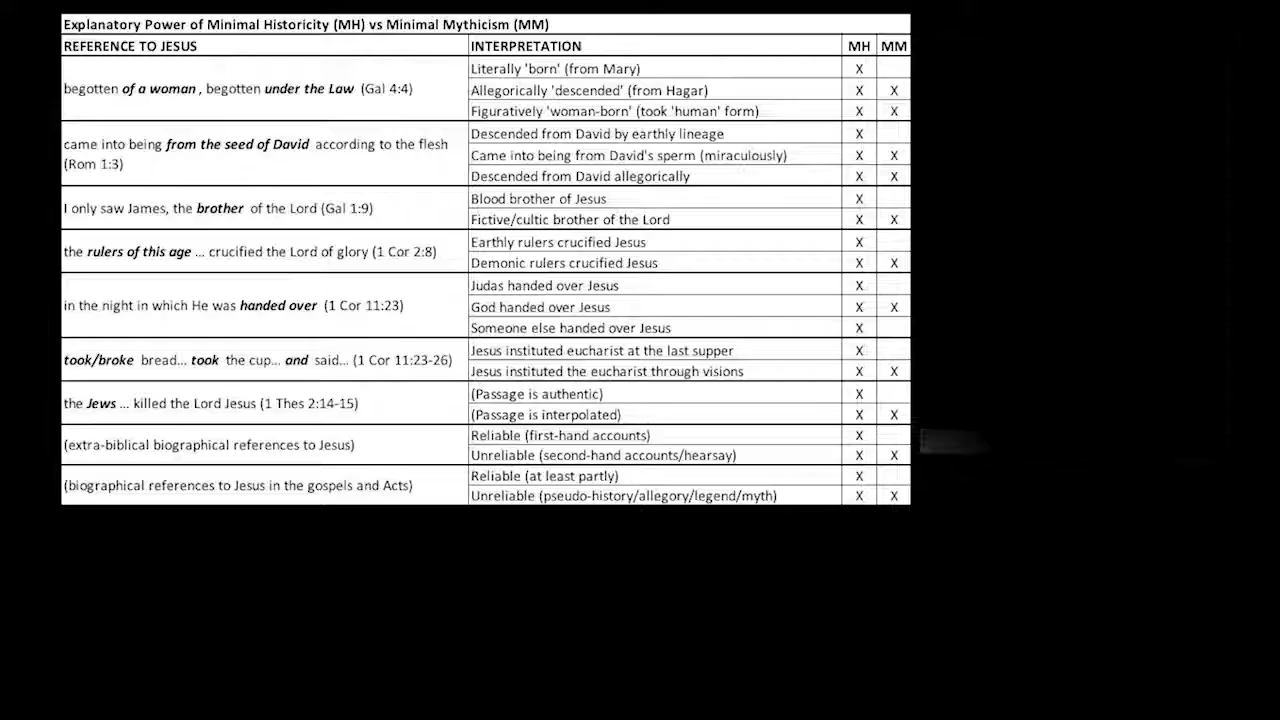 Explanatory Power of Minimal Historicity (MH) vs Minimal Mythicism (MM)
REFERENCE TO JESUS INTERPRETATION MH MM
begotten of a woman, begotten under the Law (Gal 4:4)
Literally 'born' (from Mary) X
Allegorically 'descended' (from Hagar) X X
Figuratively 'woman-born' (took 'human' form) X X
came into being from the seed of David according to the flesh
(Rom 1:3)
Descended from David by earthly lineage X
Came into being from David's sperm (miraculously) X X
Descended from David allegorically X X
I only saw James, the brother of the Lord (Gal 1:9)
Blood brother of Jesus X
Fictive/cultic brother of the Lord X X
the rulers of this age ... crucified the Lord of glory (1 Cor 2:8)
Earthly rulers crucified Jesus X
Demonic rulers crucified Jesus X X
in the night in which He was handed over (1 Cor 11:23)
Judas handed over Jesus X
God handed over Jesus X X
Someone else handed over Jesus X
took/broke bread... took the cup... and said... (1 Cor 11:23-26)
Jesus instituted eucharist at the last supper X
Jesus instituted the eucharist through visions X X
the Jews ... killed the Lord Jesus (1 Thes 2:14-15)
(Passage is authentic) X
(Passage is interpolated) X X
(extra-biblical biographical references to Jesus)
Reliable (first-hand accounts) X
Unreliable (second-hand accounts/hearsay) X X
(biographical references to Jesus in the gospels and Acts)
Reliable (at least partly) X
Unreliable (pseudo-history/allegory/legend/myth) X X